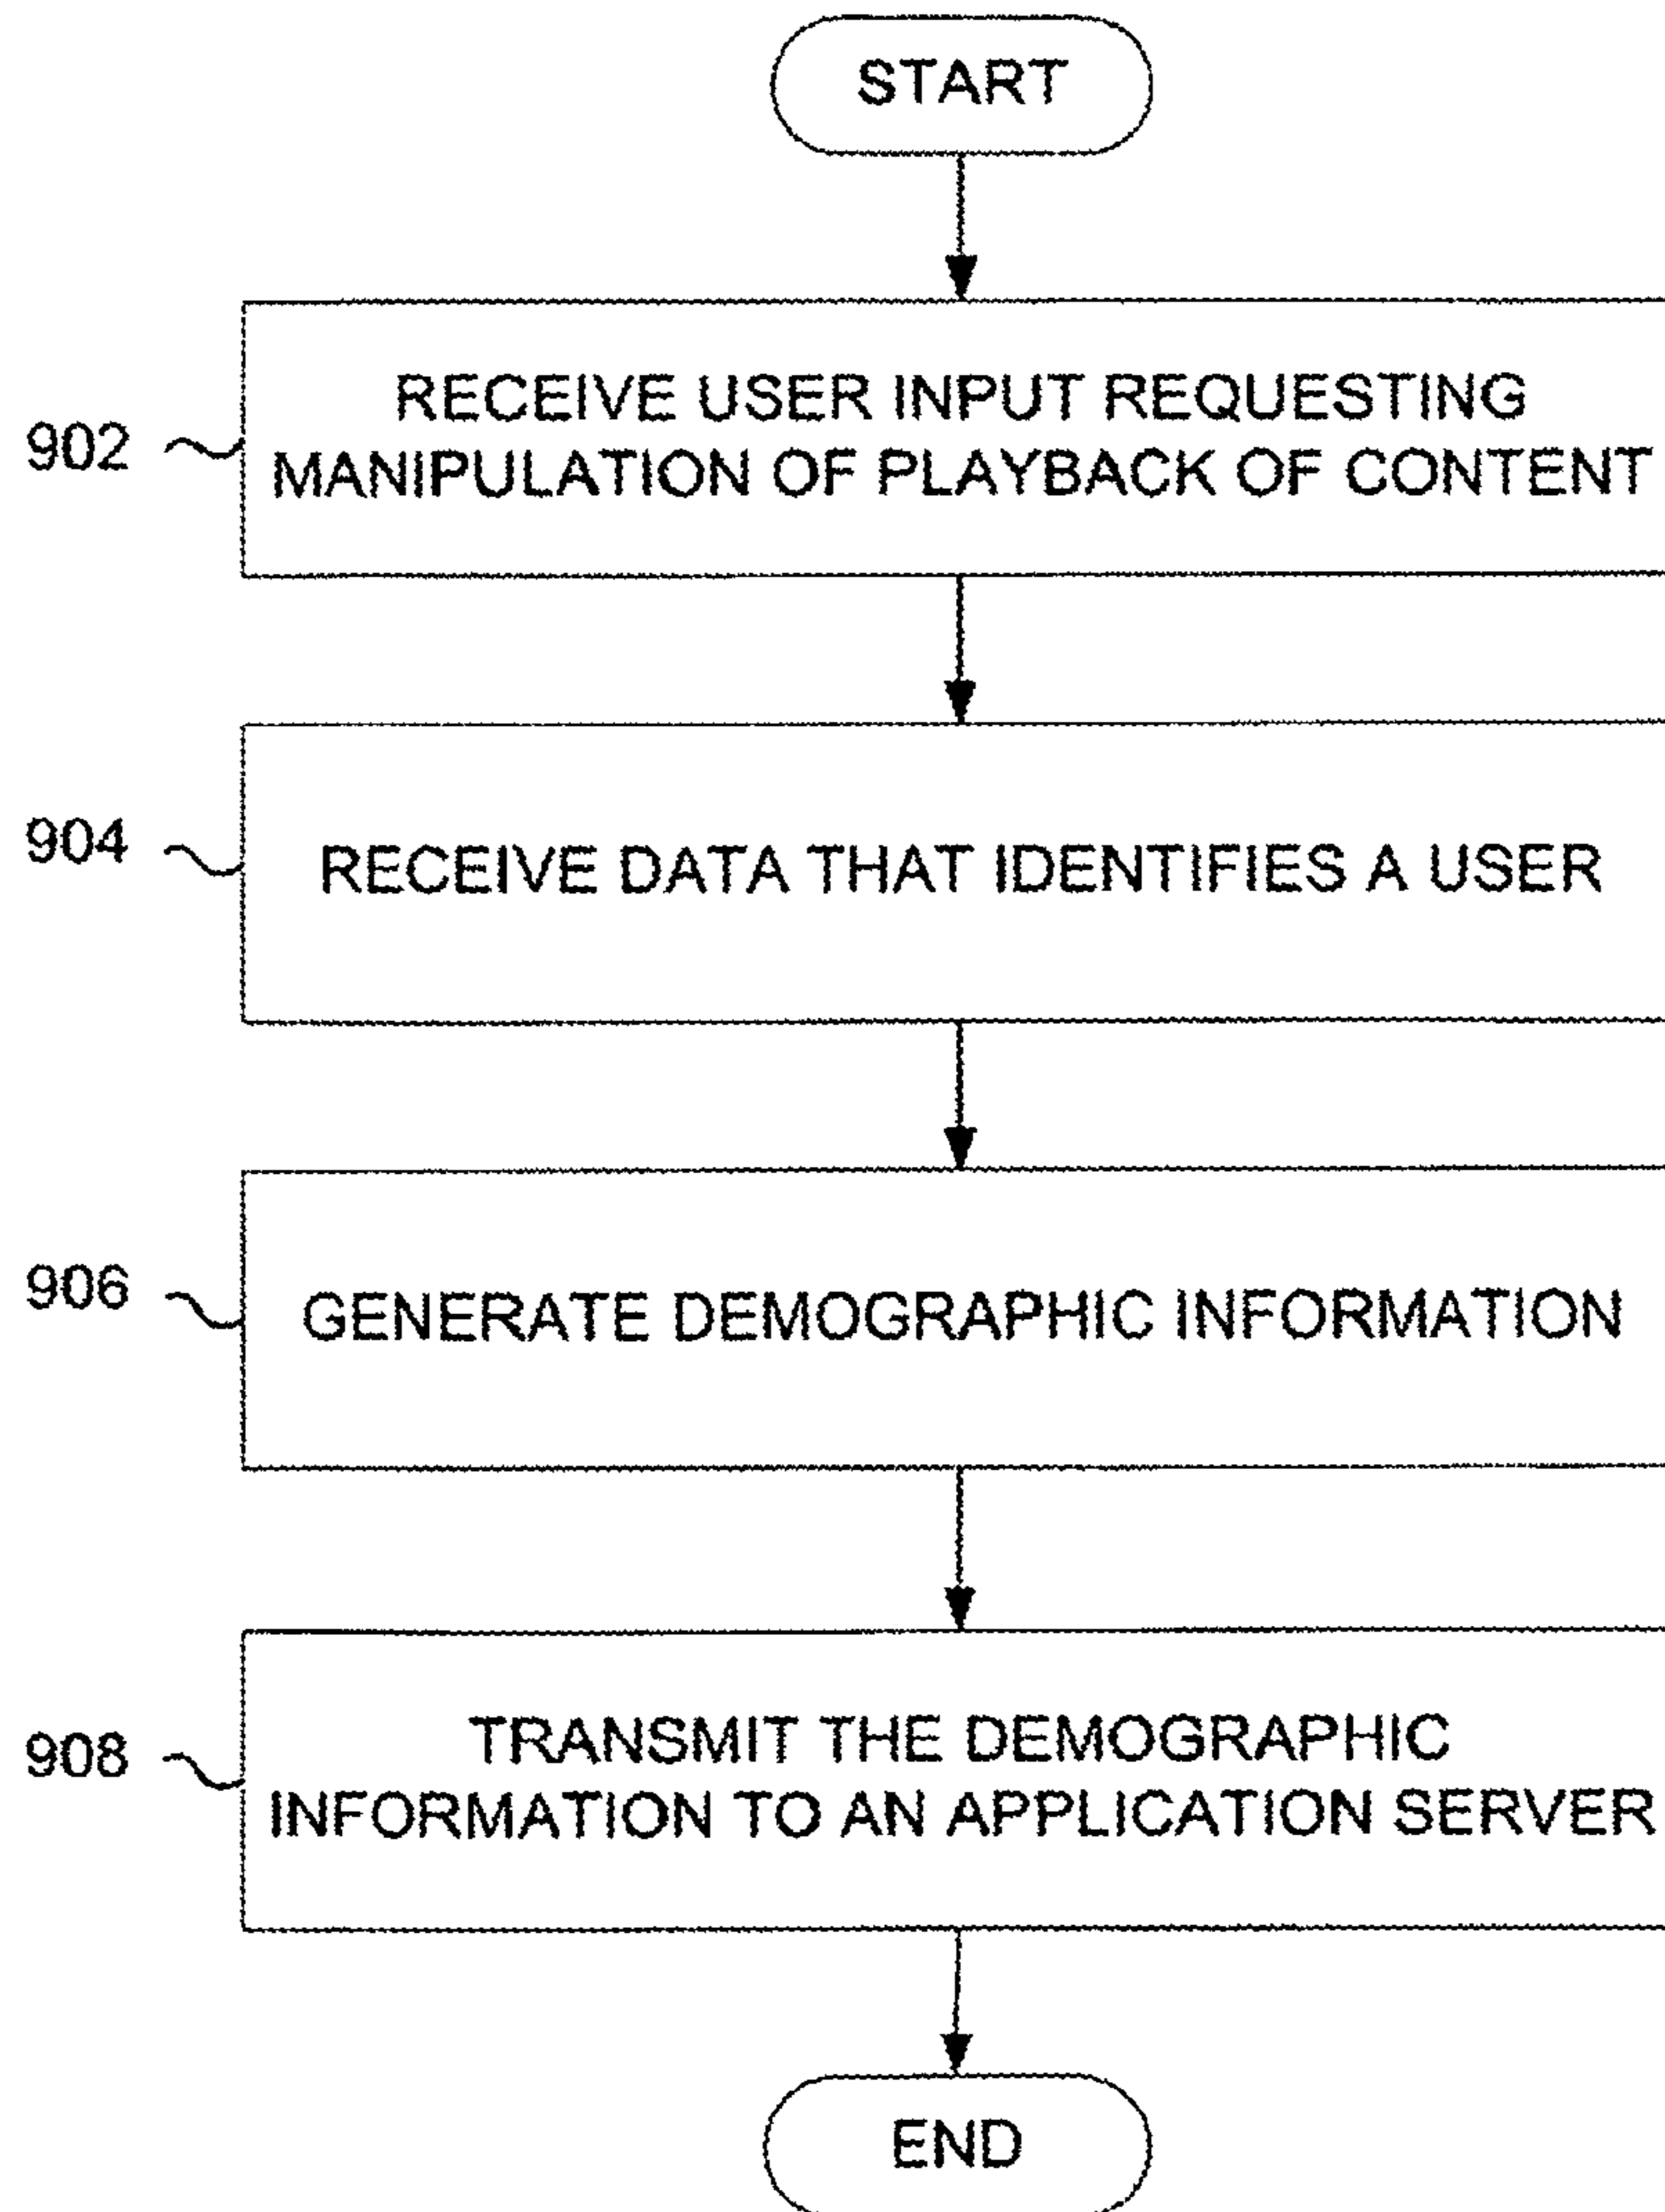 START
902
RECEIVE USER INPUT REQUESTING
MANIPULATION OF PLAYBACK OF CONTENT
904
RECEIVE DATA THAT IDENTIFIES A USER
906
GENERATE DEMOGRAPHIC INFORMATION
908
TRANSMIT THE DEMOGRAPHIC
INFORMATION TO AN APPLICATION SERVER
END